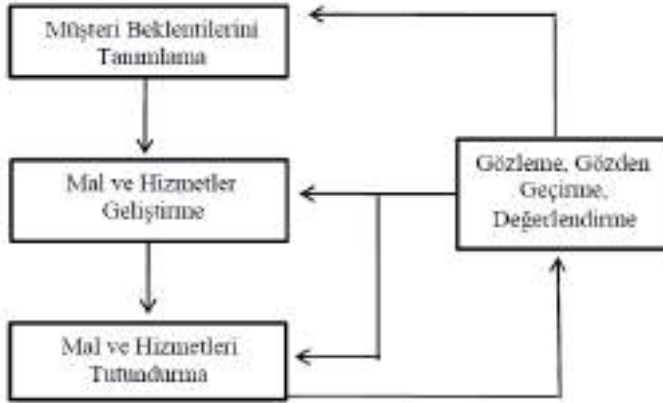 Müşteri Beklentilerini
Tanımlama
Mal ve Hizmetler
Geliştirme
Gözleme, Gözden
Geçirme,
Değerlendirme
Mal ve Hizmetleri
Tutundurma